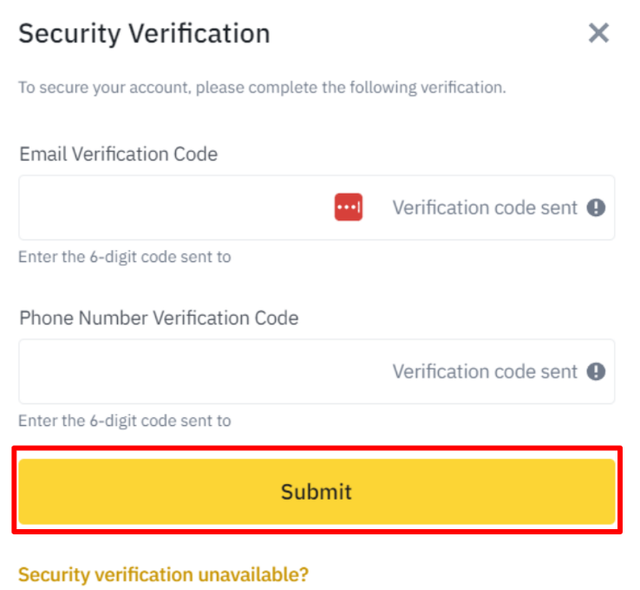 Security Verification
To secure your account, please complete the following verification.
Email Verification Code
Verification code sent
Enter the 6-digit code sent to
Phone Number Verification Code
Verification code sent
Enter the 6-digit code sent to
Submit
Security verification unavailable?